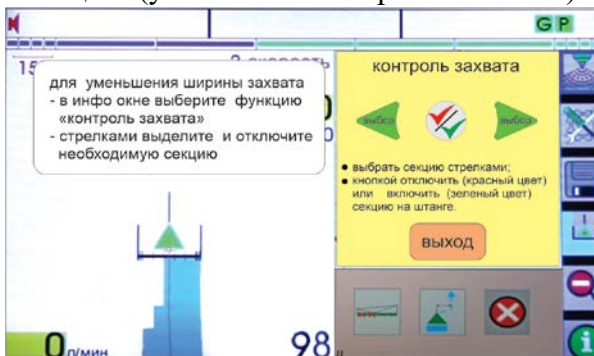 GP
15
скорость
для уменьшения ширины захвата
- в инфо окне выберите функцию
«контроль захвата»
- стрелками выделите и отключите
необходимую секцию
контроль захвата
выбор
выбор
• выбрать секцию стрелками;
• кнопкой отключить (красный цвет)
или включить (зеленый цвет)
секцию на штанге.
выход
0 л/мин
98